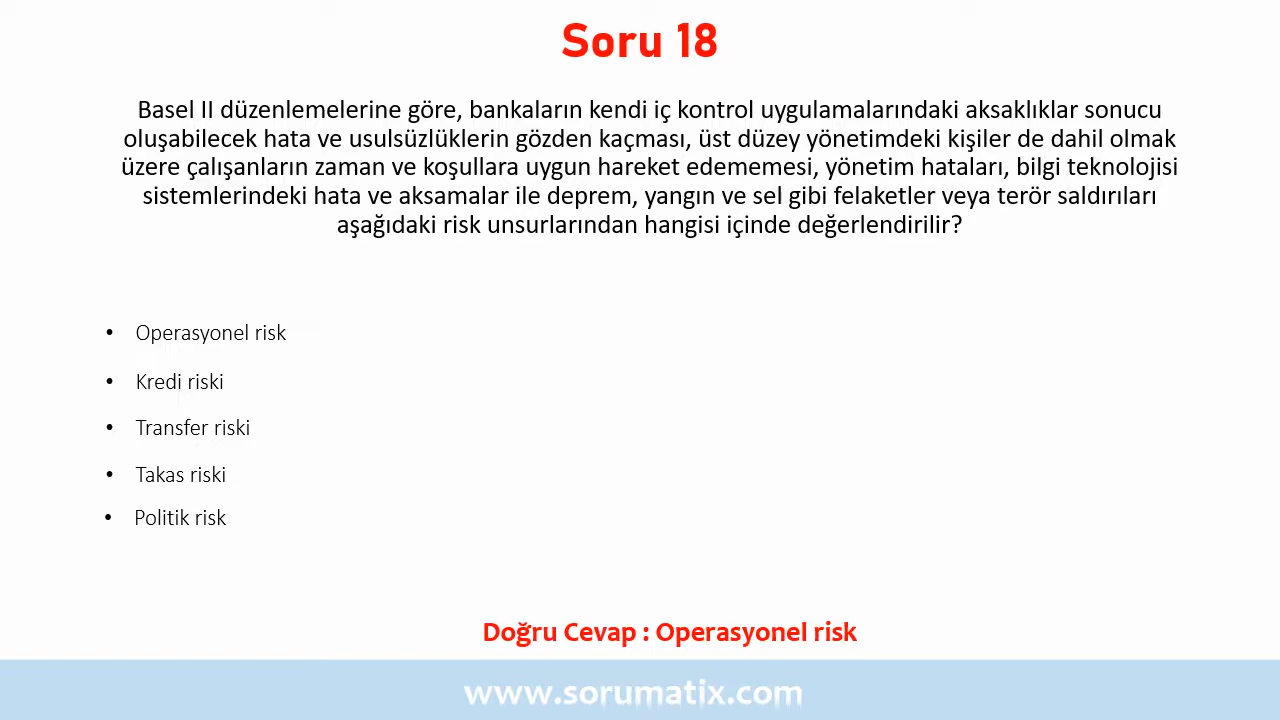 Soru 18
Basel II düzenlemelerine göre, bankaların kendi iç kontrol uygulamalarındaki aksaklıklar sonucu
oluşabilecek hata ve usulsüzlüklerin gözden kaçması, üst düzey yönetimdeki kişiler de dahil olmak
üzere çalışanların zaman ve koşullara uygun hareket edememesi, yönetim hataları, bilgi teknolojisi
sistemlerindeki hata ve aksamalar ile deprem, yangın ve sel gibi felaketler veya terör saldırıları
aşağıdaki risk unsurlarından hangisi içinde değerlendirilir?
• Operasyonel risk
• Kredi riski
• Transfer riski
• Takas riski
• Politik risk
Doğru Cevap : Operasyonel risk
www.sorumatix.com